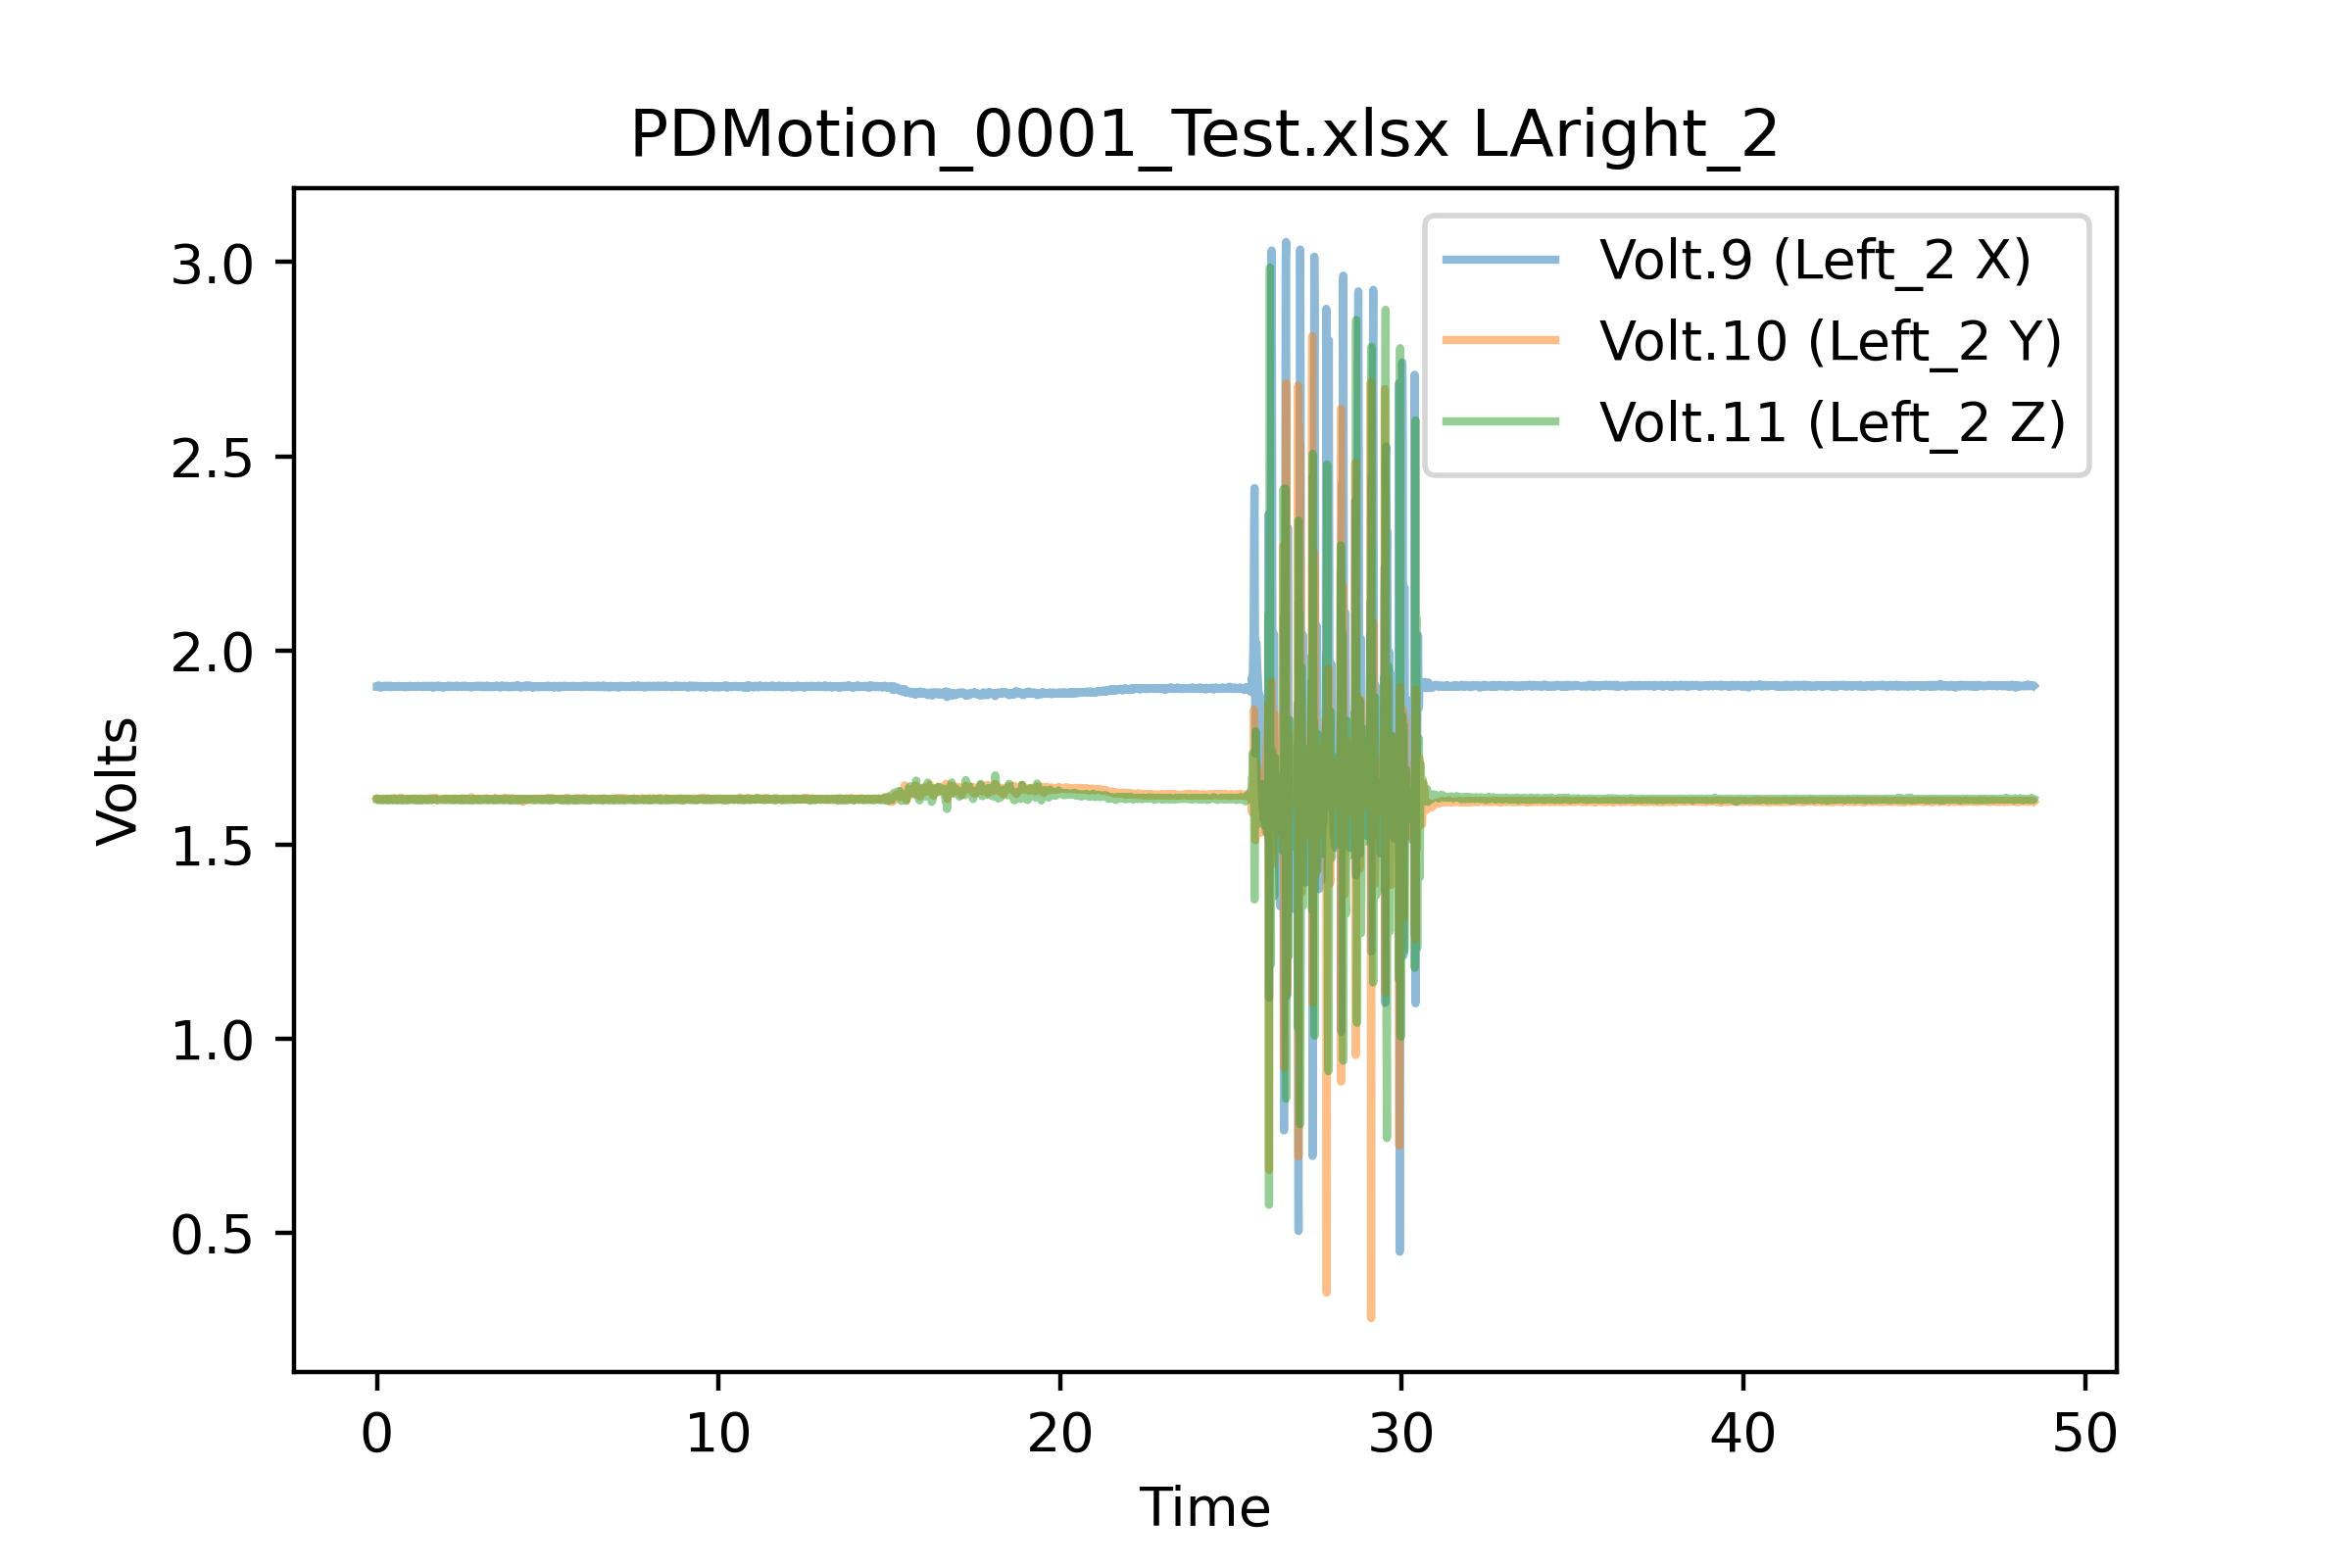 PDMotion_0001_Test.xlsx LAright_2
Volt.9 (Left_2 X)
Volt.10 (Left_2 Y)
Volt.11 (Left_2 Z)
3.0
2.5
2.0
1.5
1.0
0.5
Volts
0 10 20 30 40 50
Time